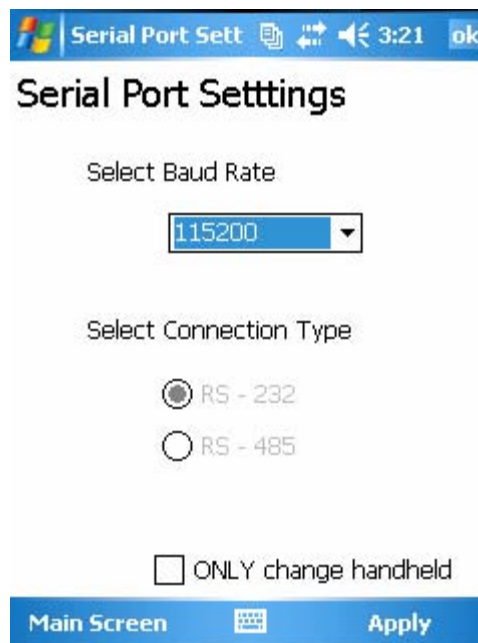 Serial Port Sett 3:21 ok
Serial Port Setttings
Select Baud Rate
115200
Select Connection Type
RS - 232
RS - 485
ONLY change handheld
Main Screen Apply